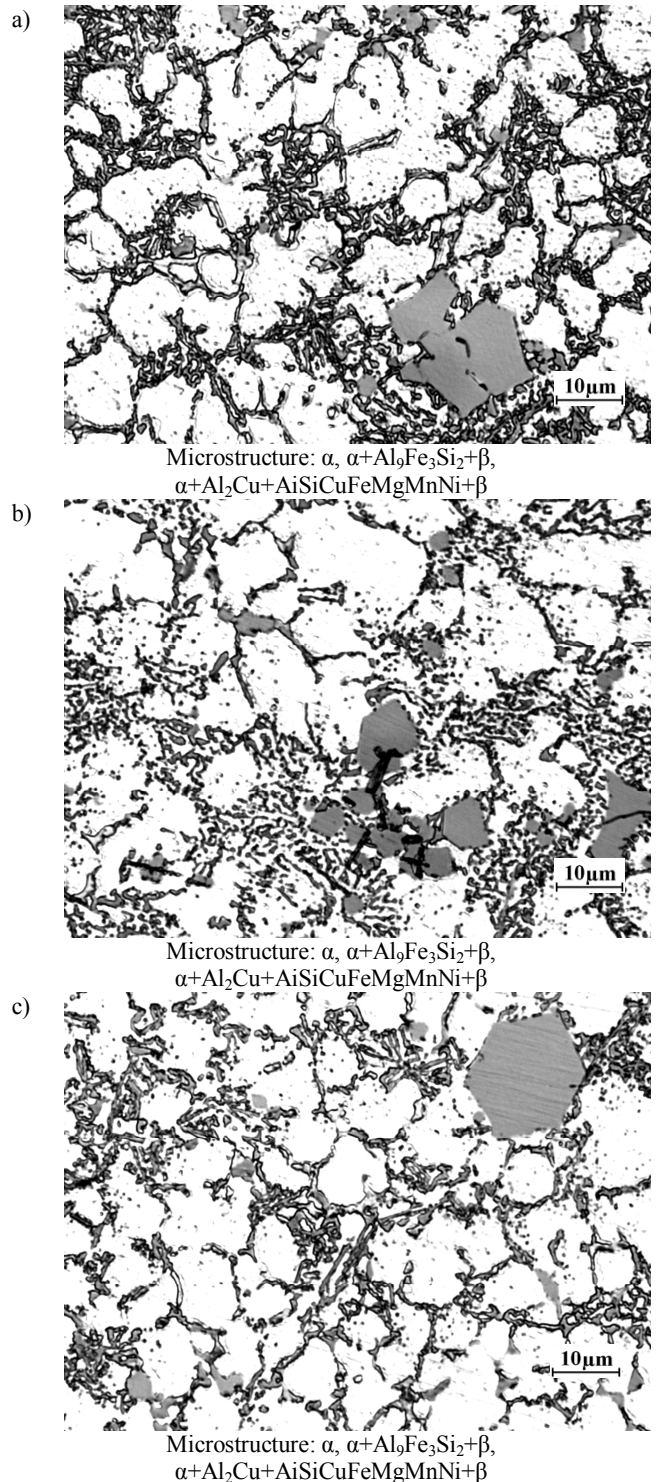 a)
10µm
Microstructure: α, α+Al₉Fe₃Si₂+β,
α+Al₂Cu+AiSiCuFeMgMnNi+β
b)
10µm
Microstructure: α, α+Al₉Fe₃Si₂+β,
α+Al₂Cu+AiSiCuFeMgMnNi+β
c)
10µm
Microstructure: α, α+Al₉Fe₃Si₂+β,
α+Al₂Cu+AiSiCuFeMgMnNi+β